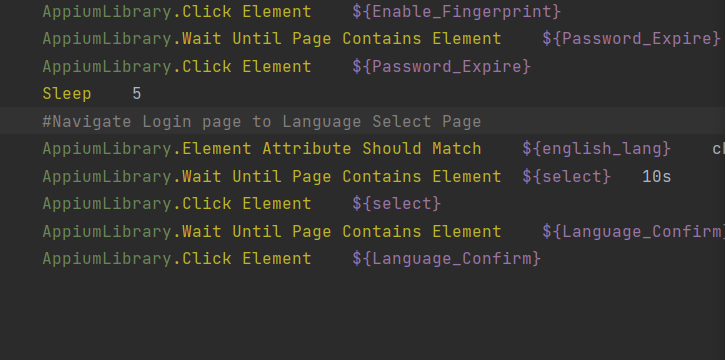 AppiumLibrary.Click Element    ${Enable_Fingerprint}
AppiumLibrary.Wait Until Page Contains Element    ${Password_Expire}
AppiumLibrary.Click Element    ${Password_Expire}
Sleep    5
#Navigate Login page to Language Select Page
AppiumLibrary.Element Attribute Should Match    ${english_lang}
AppiumLibrary.Wait Until Page Contains Element  ${select}   10s
AppiumLibrary.Click Element    ${select}
AppiumLibrary.Wait Until Page Contains Element    ${Language_Confirm}
AppiumLibrary.Click Element    ${Language_Confirm}